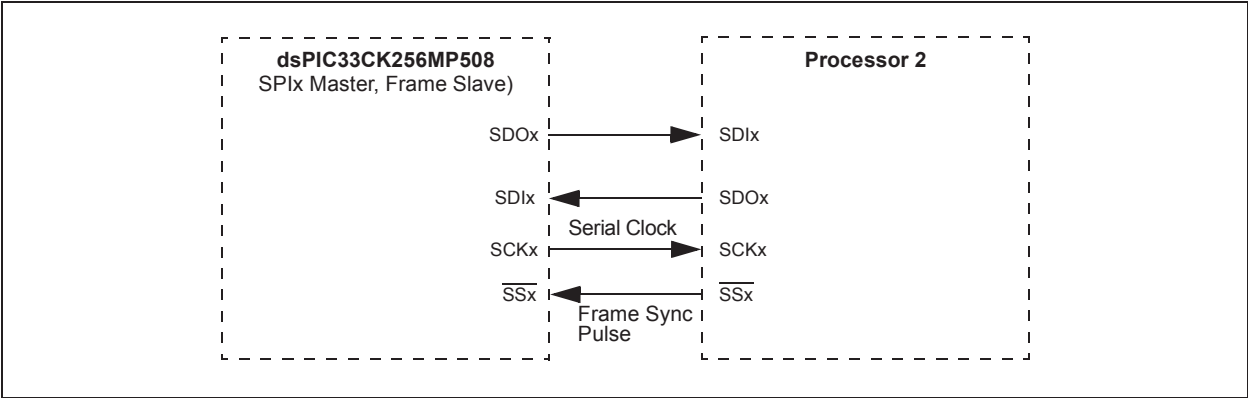 dsPIC33CK256MP508
SPIx Master, Frame Slave)
Processor 2
SDOx
SDIx
SDIx
SDOx
Serial Clock
SCKx
SCKx
SSx
SSx
Frame Sync
Pulse